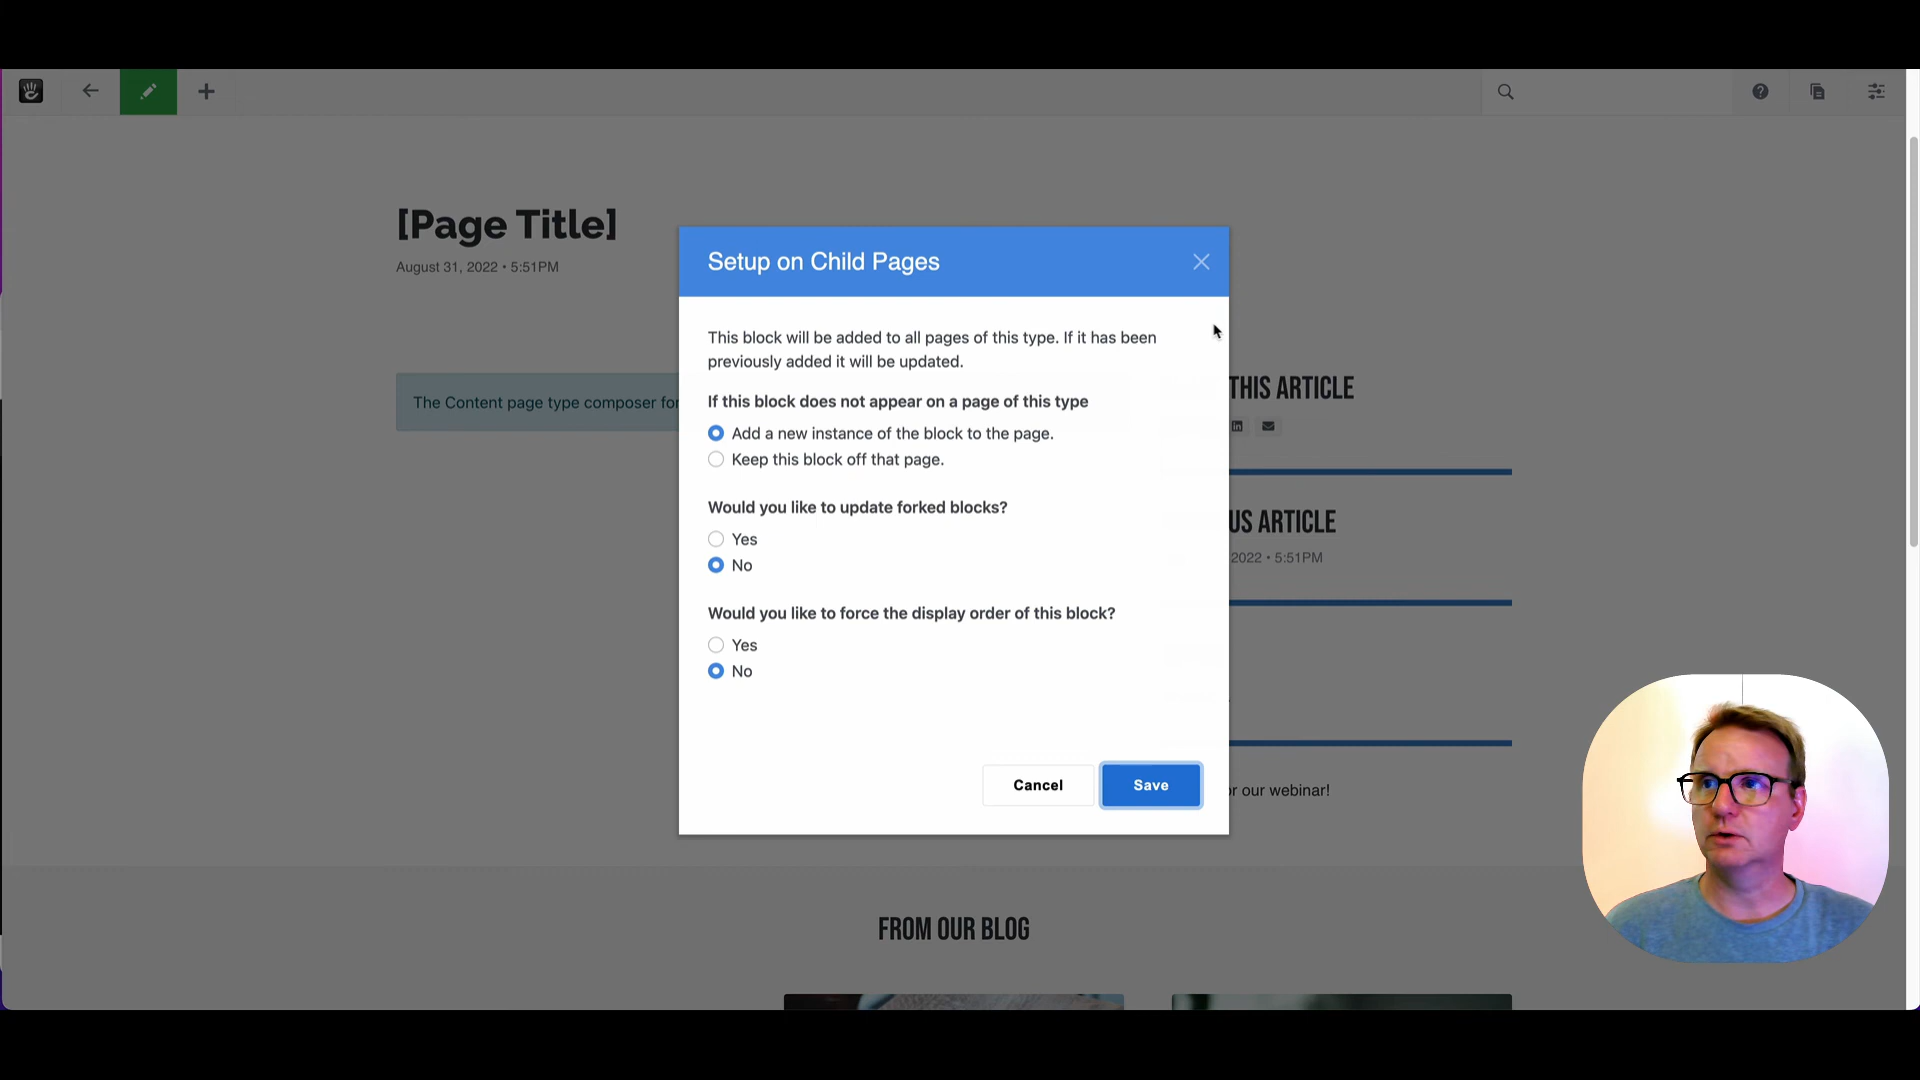 [Page Title]
August 31, 2022 • 5:51PM
Setup on Child Pages
This block will be added to all pages of this type. If it has been
previously added it will be updated.
If this block does not appear on a page of this type
Add a new instance of the block to the page.
Keep this block off that page.
Would you like to update forked blocks?
Yes
No
Would you like to force the display order of this block?
Yes
No
Cancel
Save
The Content page type composer for
THIS ARTICLE
US ARTICLE
2022 • 5:51PM
or our webinar!
FROM OUR BLOG